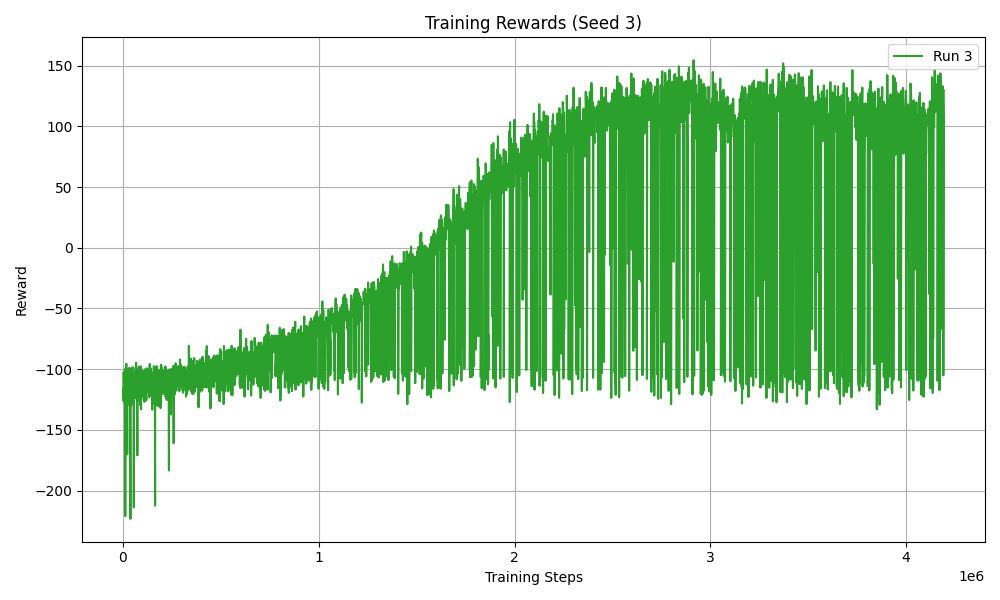 Training Rewards (Seed 3)
Run 3
150
100
50
0
−50
−100
−150
−200
Reward
0 1 2 3 4
1e6
Training Steps